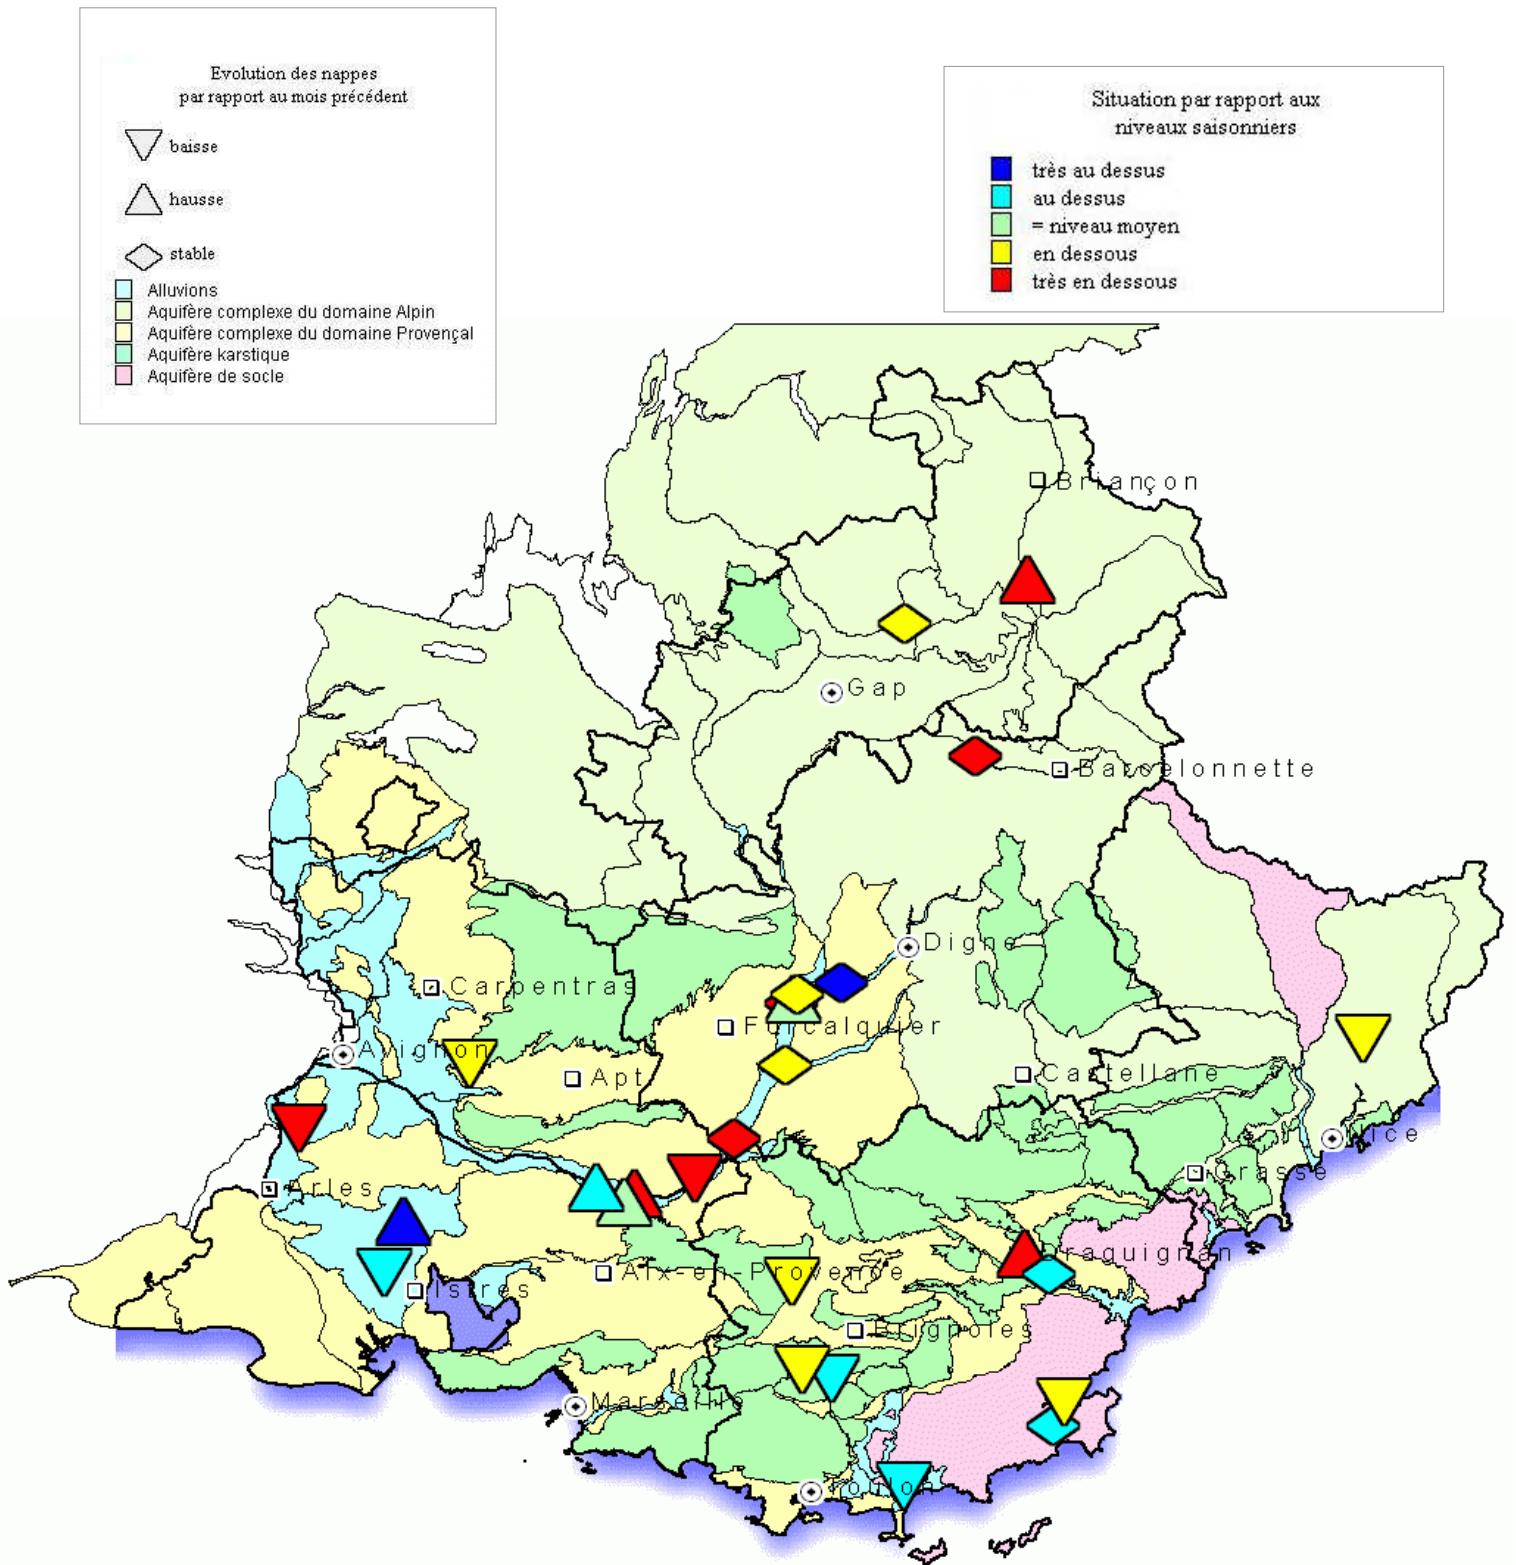 Evolution des nappes
par rapport au mois précédent
baisse
hausse
stable
Alluvions
Aquifère complexe du domaine Alpin
Aquifère complexe du domaine Provençal
Aquifère karstique
Aquifère de socle
Situation par rapport aux
niveaux saisonniers
très au dessus
au dessus
= niveau moyen
en dessous
très en dessous
Briançon
Gap
Barcelonnette
Digne
Carpentras
Forcalquier
Avignon
Apt
Castellane
Nice
Grasse
Arles
Draguignan
Aix-en-Provence
Istres
Brignoles
Marseille
Toulon